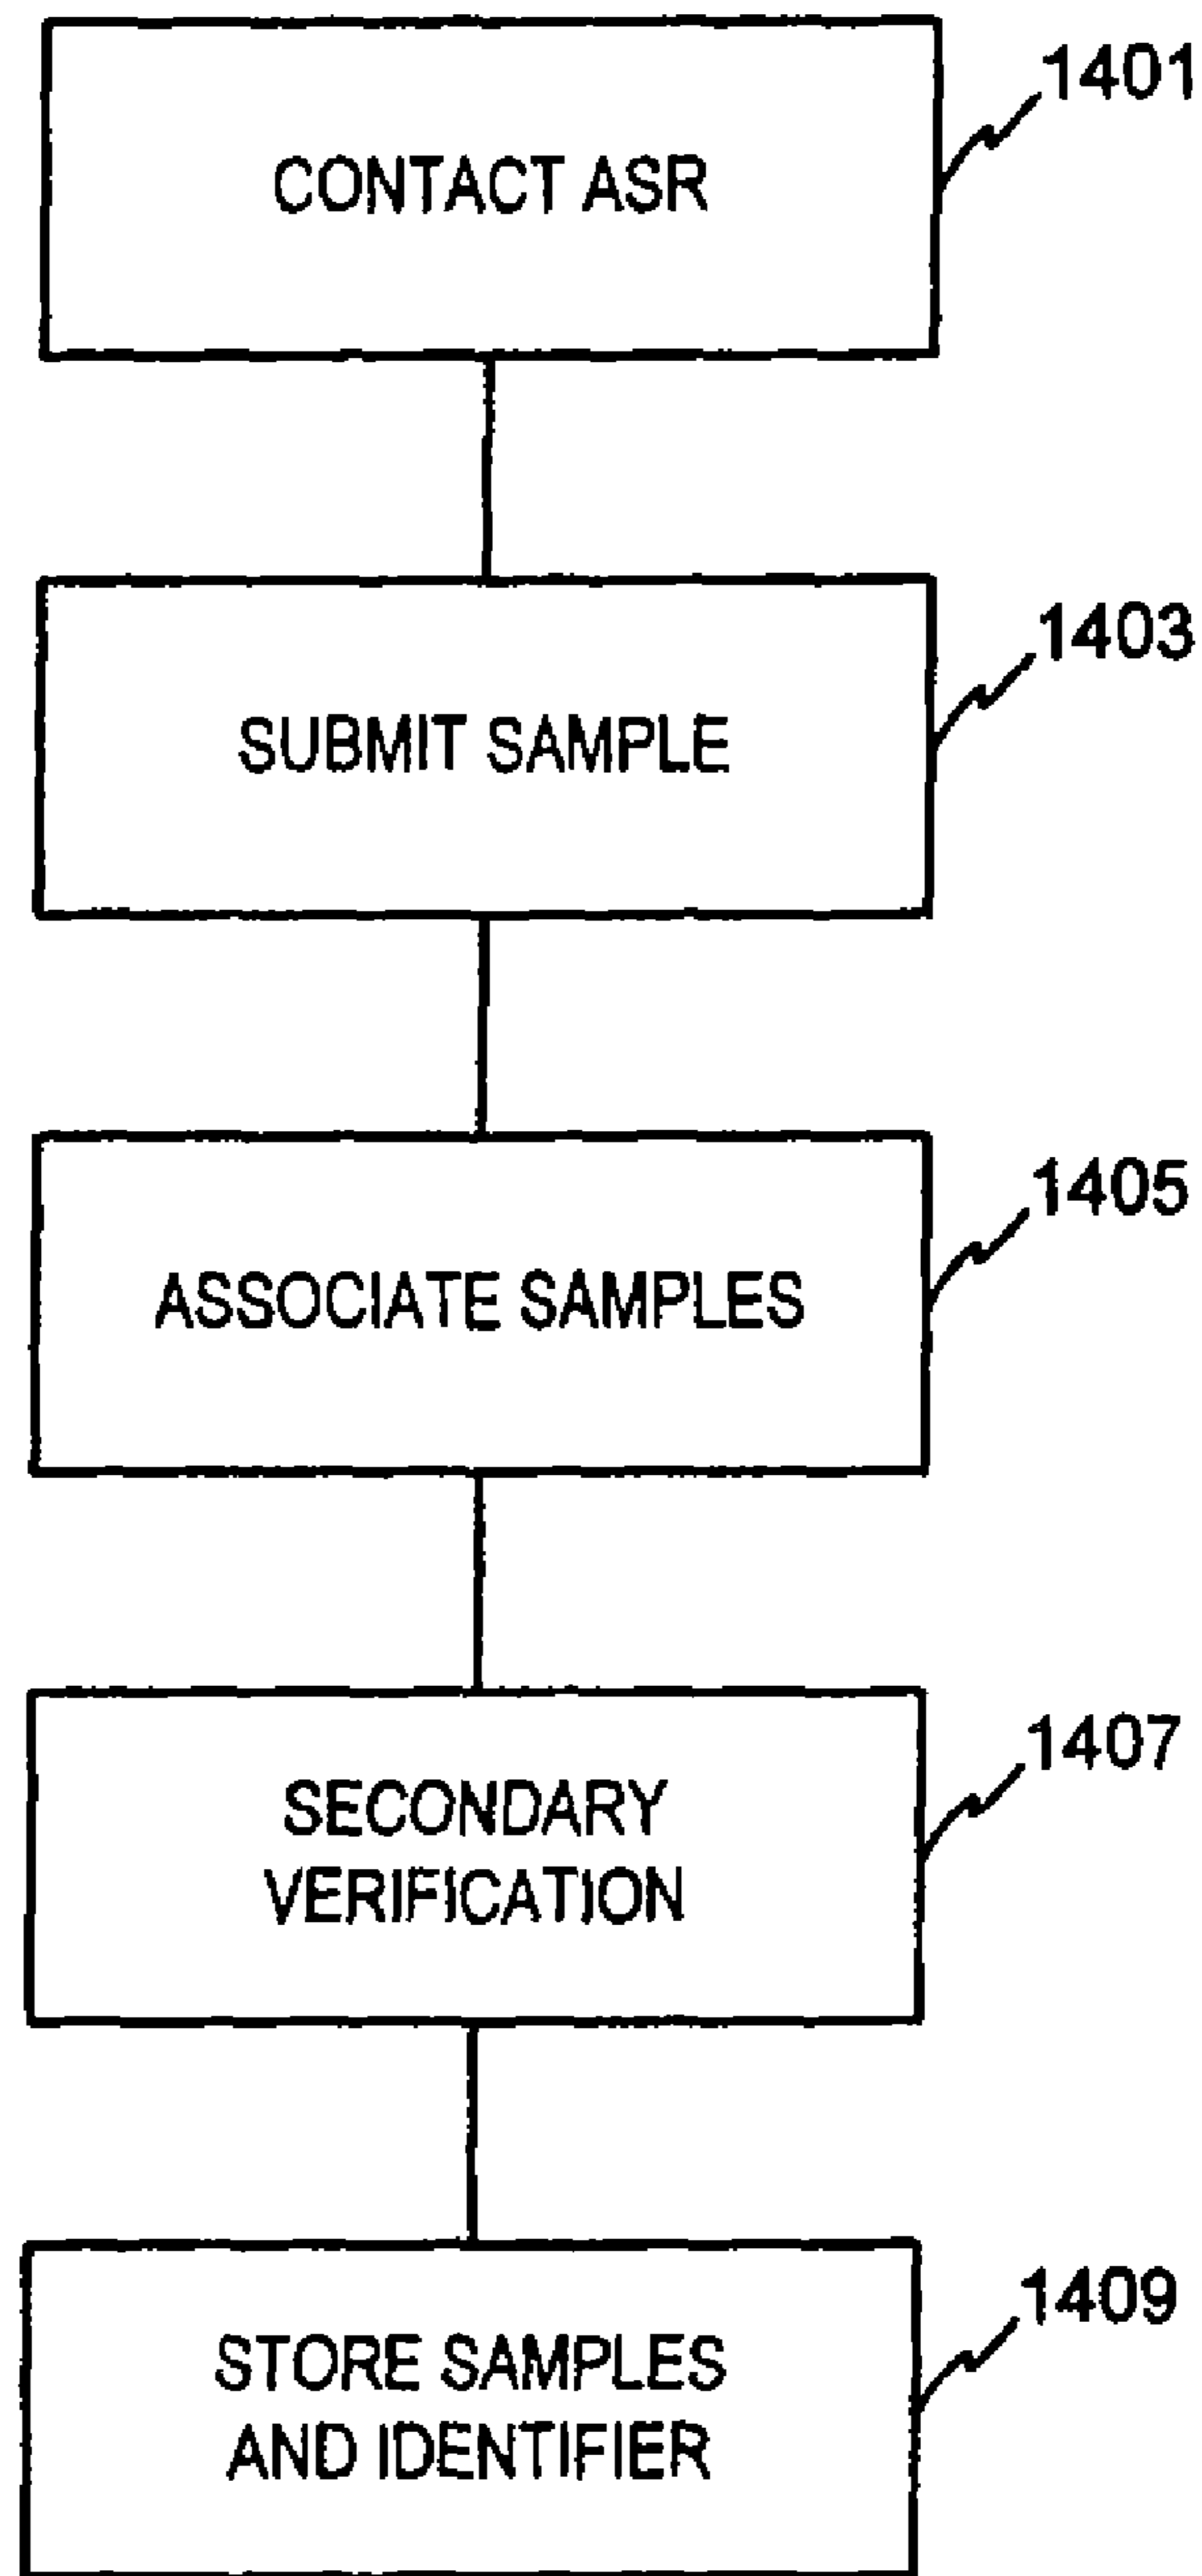 CONTACT ASR
1401
SUBMIT SAMPLE
1403
ASSOCIATE SAMPLES
1405
SECONDARY
VERIFICATION
1407
STORE SAMPLES
AND IDENTIFIER
1409